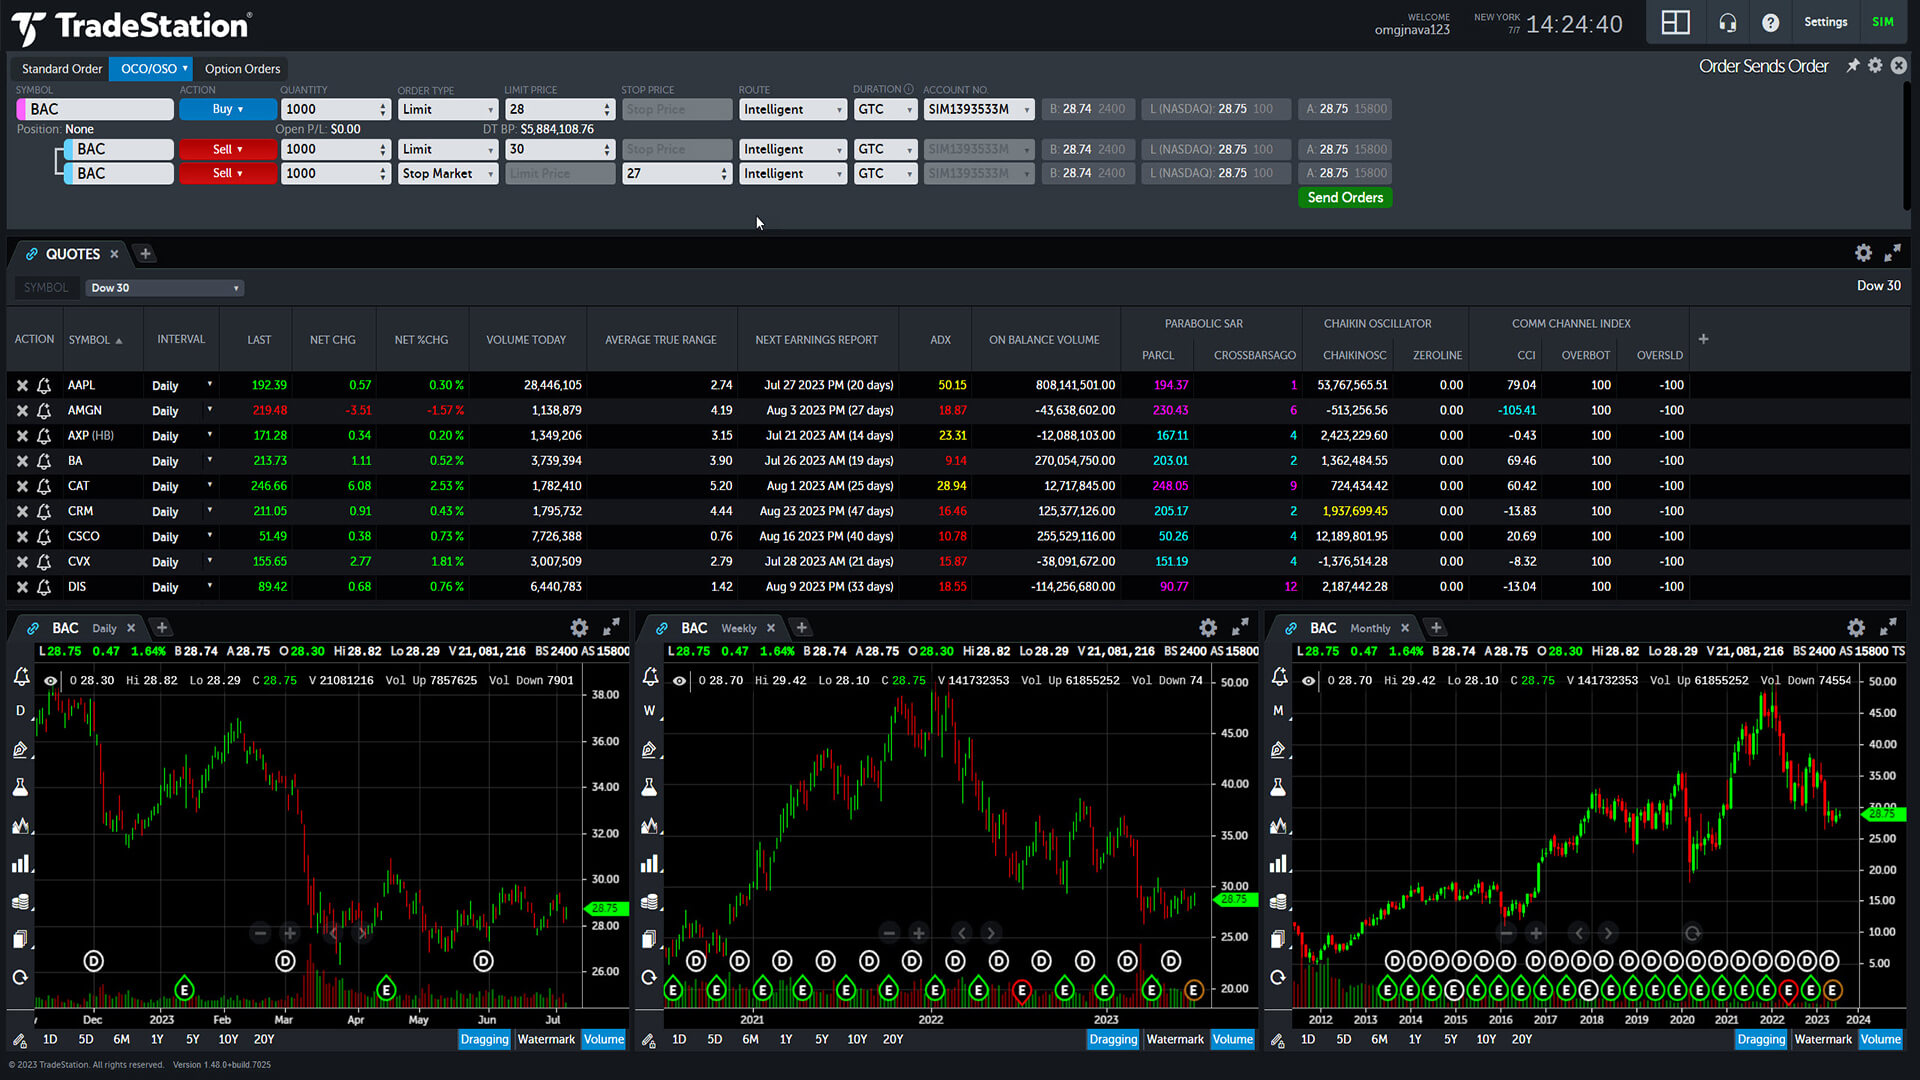 TradeStation®
WELCOME
omgjnava123
NEW YORK
7/7
14:24:40
Settings
SIM
Standard Order
OCO/OSO
Option Orders
Order Sends Order
SYMBOL ACTION QUANTITY ORDER TYPE LIMIT PRICE STOP PRICE ROUTE DURATION ACCOUNT NO.
BAC Buy 1000 Limit 28 Stop Price Intelligent GTC SIM1393533M B: 28.74 2400 L (NASDAQ): 28.75 100 A: 28.75 15800
Position: None Open P/L: $0.00 DT BP: $5,884,108.76
BAC Sell 1000 Limit 30 Stop Price Intelligent GTC SIM1393533M B: 28.74 2400 L (NASDAQ): 28.75 100 A: 28.75 15800
BAC Sell 1000 Stop Market Limit Price 27 Intelligent GTC SIM1393533M B: 28.74 2400 L (NASDAQ): 28.75 100 A: 28.75 15800
Send Orders
QUOTES
SYMBOL Dow 30 Dow 30
PARABOLIC SAR CHAIKIN OSCILLATOR COMM CHANNEL INDEX
ACTION SYMBOL INTERVAL LAST NET CHG NET %CHG VOLUME TODAY AVERAGE TRUE RANGE NEXT EARNINGS REPORT ADX ON BALANCE VOLUME
PARCL CROSSBARSAGO CHAIKINOSC ZEROLINE CCI OVERBOT OVERSLD
AAPL Daily 192.39 0.57 0.30 % 28,446,105 2.74 Jul 27 2023 PM (20 days) 50.15 808,141,501.00 194.37 1 53,767,565.51 0.00 79.04 100 -100
AMGN Daily 219.48 -3.51 -1.57 % 1,138,879 4.19 Aug 3 2023 PM (27 days) 18.87 -43,638,602.00 230.43 6 -513,256.56 0.00 -105.41 100 -100
AXP (HB) Daily 171.28 0.34 0.20 % 1,349,206 3.15 Jul 21 2023 AM (14 days) 23.31 -12,088,103.00 167.11 4 2,423,229.60 0.00 -0.43 100 -100
BA Daily 213.73 1.11 0.52 % 3,739,394 3.90 Jul 26 2023 AM (19 days) 9.14 270,054,750.00 203.01 2 1,362,484.55 0.00 69.46 100 -100
CAT Daily 246.66 6.08 2.53 % 1,782,410 5.20 Aug 1 2023 AM (25 days) 28.94 12,717,845.00 248.05 9 724,434.42 0.00 60.42 100 -100
CRM Daily 211.05 0.91 0.43 % 1,795,732 4.44 Aug 23 2023 PM (47 days) 16.46 125,377,126.00 205.17 2 1,937,699.45 0.00 -13.83 100 -100
CSCO Daily 51.49 0.38 0.73 % 7,726,388 0.76 Aug 16 2023 PM (40 days) 10.78 255,529,116.00 50.26 4 12,189,801.95 0.00 20.69 100 -100
CVX Daily 155.65 2.77 1.81 % 3,007,509 2.79 Jul 28 2023 AM (21 days) 15.87 -38,091,672.00 151.19 4 -1,376,514.28 0.00 -8.32 100 -100
DIS Daily 89.42 0.68 0.76 % 6,440,783 1.42 Aug 9 2023 PM (33 days) 18.55 -114,256,680.00 90.77 12 2,187,442.28 0.00 -13.04 100 -100
BAC Daily
L 28.75 0.47 1.64% B 28.74 A 28.75 O 28.30 Hi 28.82 Lo 28.29 V 21,081,216 BS 2400 AS 15800
O 28.30 Hi 28.82 Lo 28.29 C 28.75 V 21081216 Vol Up 7857625 Vol Down 7901
D
38.00
36.00
34.00
32.00
30.00
28.75
28.00
26.00
D D D
E E
Dec 2023 Feb Mar Apr May Jun Jul
1D 5D 6M 1Y 5Y 10Y 20Y Dragging Watermark Volume
BAC Weekly
L 28.75 0.47 1.64% B 28.74 A 28.75 O 28.30 Hi 28.82 Lo 28.29 V 21,081,216 BS 2400 AS 15800
O 28.70 Hi 29.42 Lo 28.10 C 28.75 V 141732353 Vol Up 61855252 Vol Down 74
W
50.00
45.00
40.00
35.00
30.00
28.75
25.00
20.00
D D D D D D D D D D D D
E E E E E E E E E E E E E
2021 2022 2023
1D 5D 6M 1Y 5Y 10Y 20Y Dragging Watermark Volume
BAC Monthly
L 28.75 0.47 1.64% B 28.74 A 28.75 O 28.30 Hi 28.82 Lo 28.29 V 21,081,216 BS 2400 AS 15800 TS
O 28.70 Hi 29.42 Lo 28.10 C 28.75 V 141732353 Vol Up 61855252 Vol Down 74554
M
50.00
45.00
40.00
35.00
30.00
28.75
25.00
20.00
15.00
10.00
5.00
D D D D D D D D D D D D D D D D D D D D
E E E E E E E E E E E E E E E E E E E E E
2012 2013 2014 2015 2016 2017 2018 2019 2020 2021 2022 2023 2024
1D 5D 6M 1Y 5Y 10Y 20Y Dragging Watermark Volume
© 2023 TradeStation. All rights reserved. Version 1.48.0+build.7025